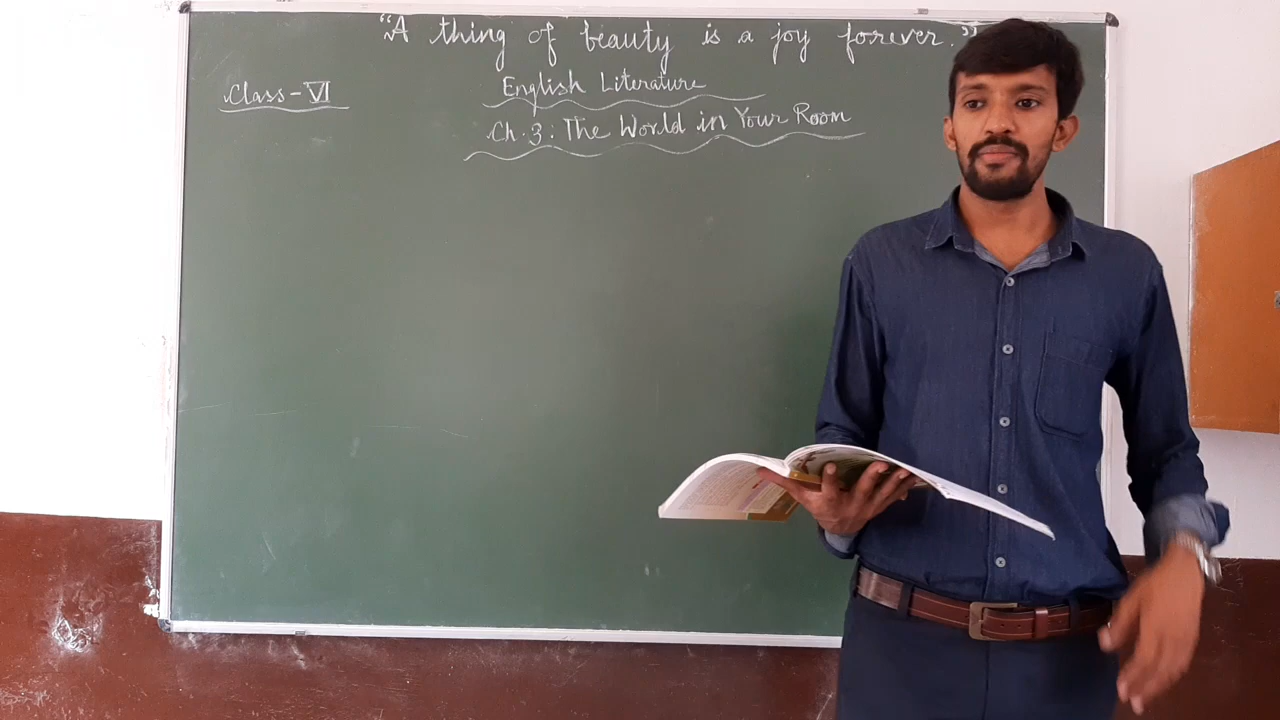 "A thing of beauty is a joy forever."
Class-VI
English Literature
Ch.3: The World in Your Room